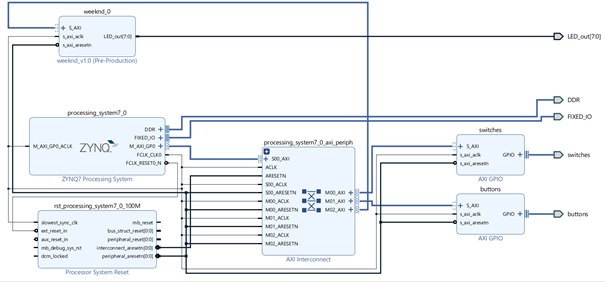 weeknd_0
S_AXI
s_axi_aclk
s_axi_aresetn
LED_out[7:0]
weeknd_v1.0 (Pre-Production)
LED_out[7:0]
processing_system7_0
M_AXI_GP0_ACLK
ZYNQ
DDR
FIXED_IO
M_AXI_GP0
FCLK_CLK0
FCLK_RESET0_N
ZYNQ7 Processing System
DDR
FIXED_IO
processing_system7_0_axi_periph
S00_AXI
ACLK
ARESETN
S00_ACLK
S00_ARESETN
M00_ACLK
M00_ARESETN
M01_ACLK
M01_ARESETN
M02_ACLK
M02_ARESETN
M00_AXI
M01_AXI
M02_AXI
AXI Interconnect
switches
S_AXI
s_axi_aclk
s_axi_aresetn
GPIO
AXI GPIO
switches
buttons
S_AXI
s_axi_aclk
s_axi_aresetn
GPIO
AXI GPIO
buttons
rst_processing_system7_0_100M
slowest_sync_clk
ext_reset_in
aux_reset_in
mb_debug_sys_rst
dcm_locked
mb_reset
bus_struct_reset[0:0]
peripheral_reset[0:0]
interconnect_aresetn[0:0]
peripheral_aresetn[0:0]
Processor System Reset